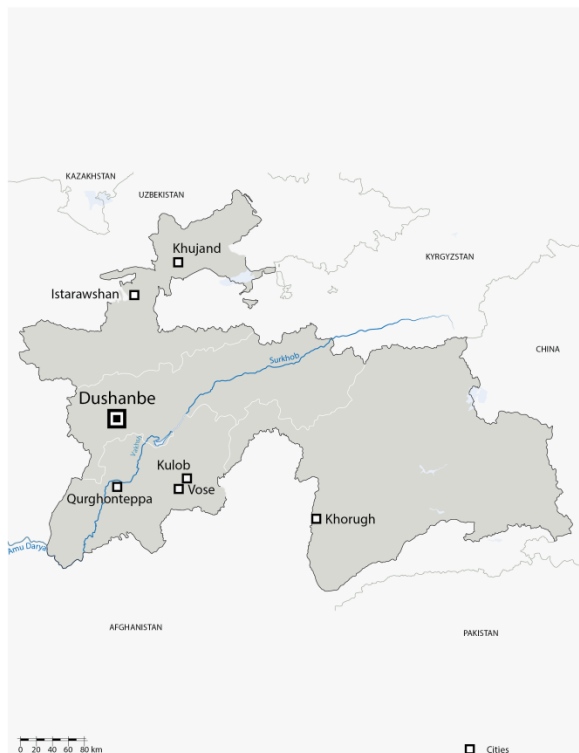 KAZAKHSTAN
UZBEKISTAN
Khujand
KYRGYZSTAN
Istarawshan
CHINA
Surkhob
Dushanbe
Vakhsh
Kulob
Vose
Qurghonteppa
Khorugh
Amu Darya
AFGHANISTAN
PAKISTAN
0 20 40 60 80 km
Cities